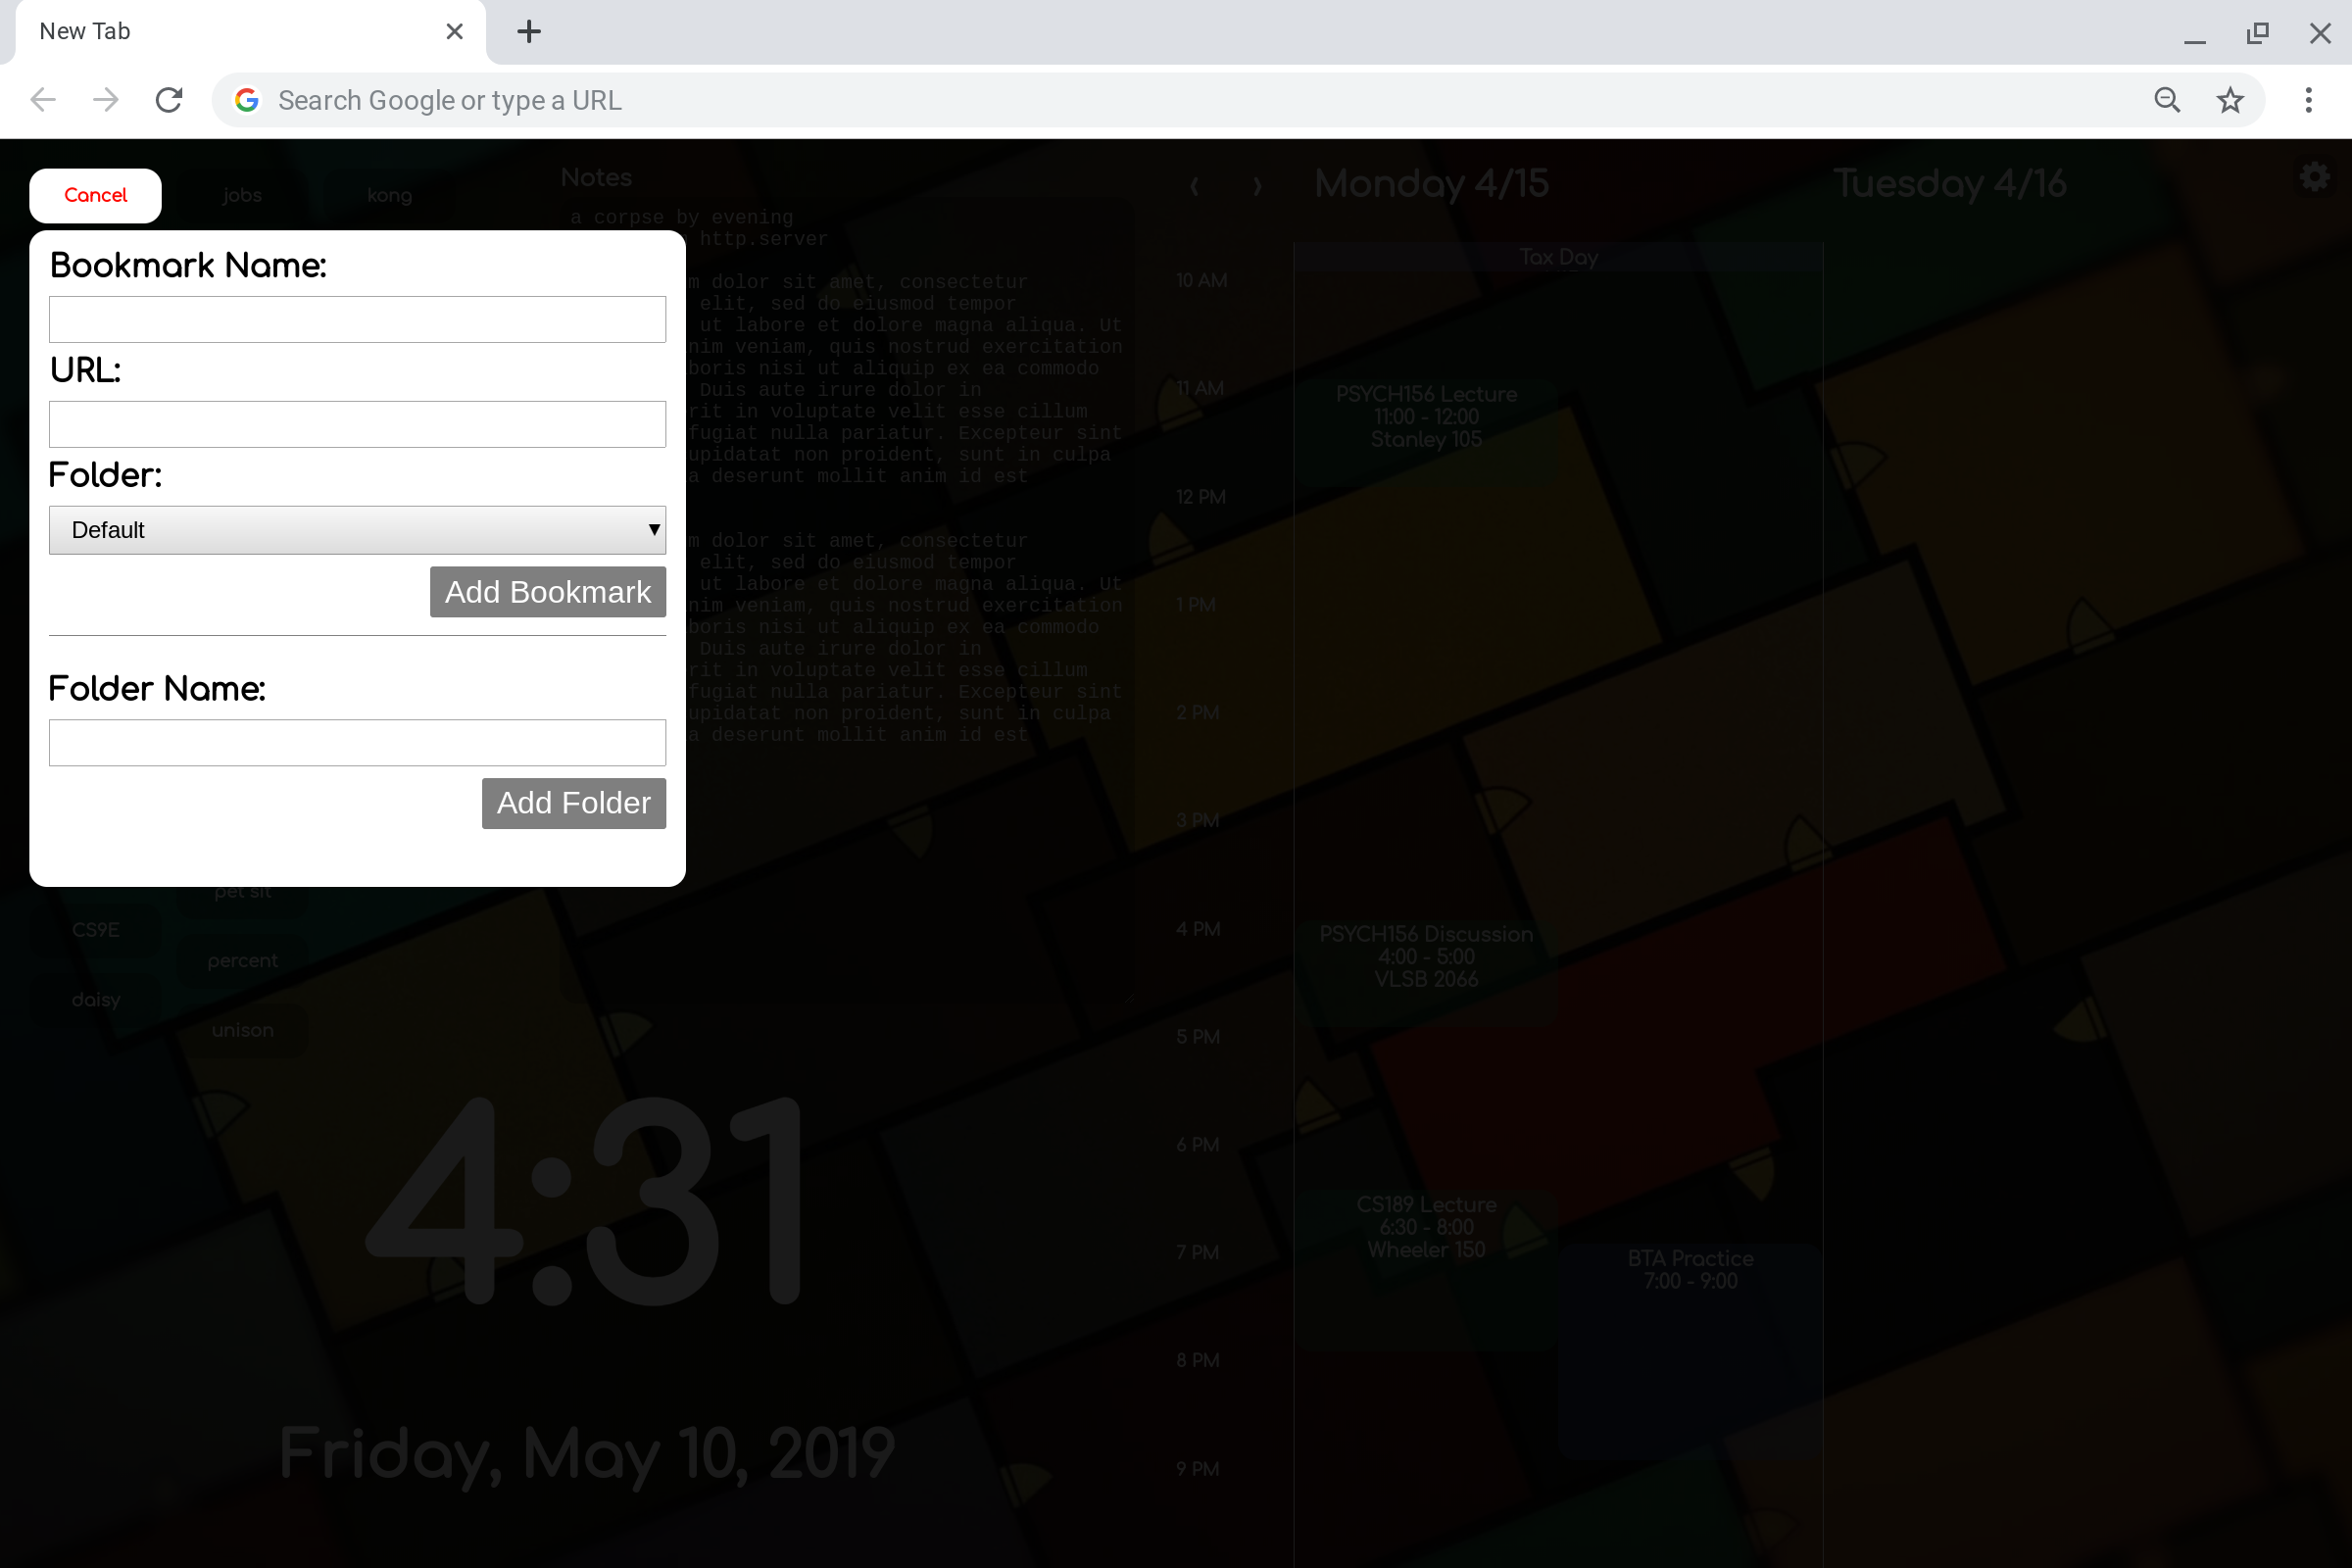 New Tab
Search Google or type a URL
Cancel
jobs
kong
Bookmark Name:
URL:
Folder:
Default
Add Bookmark
Folder Name:
Add Folder
pet sit
CS9E
percent
daisy
unison
Notes
a corpse by evening
http.server
m dolor sit amet, consectetur
elit, sed do eiusmod tempor
ut labore et dolore magna aliqua. Ut
nim veniam, quis nostrud exercitation
boris nisi ut aliquip ex ea commodo
Duis aute irure dolor in
rit in voluptate velit esse cillum
fugiat nulla pariatur. Excepteur sint
upidatat non proident, sunt in culpa
a deserunt mollit anim id est
m dolor sit amet, consectetur
elit, sed do eiusmod tempor
ut labore et dolore magna aliqua. Ut
nim veniam, quis nostrud exercitation
boris nisi ut aliquip ex ea commodo
Duis aute irure dolor in
rit in voluptate velit esse cillum
fugiat nulla pariatur. Excepteur sint
upidatat non proident, sunt in culpa
a deserunt mollit anim id est
4:31
Friday, May 10, 2019
Monday 4/15
Tuesday 4/16
Tax Day
10 AM
11 AM
12 PM
1 PM
2 PM
3 PM
4 PM
5 PM
6 PM
7 PM
8 PM
9 PM
PSYCH156 Lecture
11:00 - 12:00
Stanley 105
PSYCH156 Discussion
4:00 - 5:00
VLSB 2066
CS189 Lecture
6:30 - 8:00
Wheeler 150
BTA Practice
7:00 - 9:00